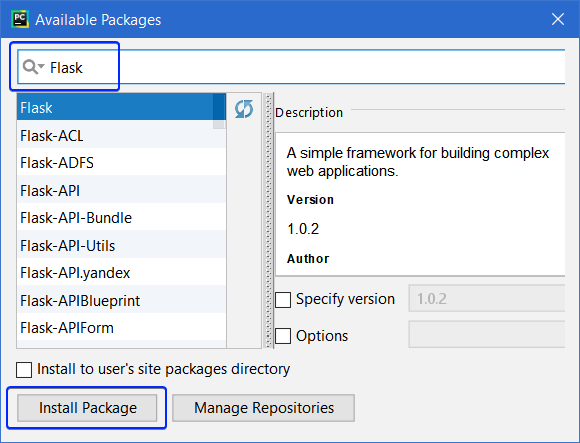 PC
Available Packages
Flask
Flask
Flask-ACL
Flask-ADFS
Flask-API
Flask-API-Bundle
Flask-API-Utils
Flask-API.yandex
Flask-APIBlueprint
Flask-APIForm
Description
A simple framework for building complex
web applications.
Version
1.0.2
Author
Specify version
1.0.2
Options
Install to user's site packages directory
Install Package
Manage Repositories